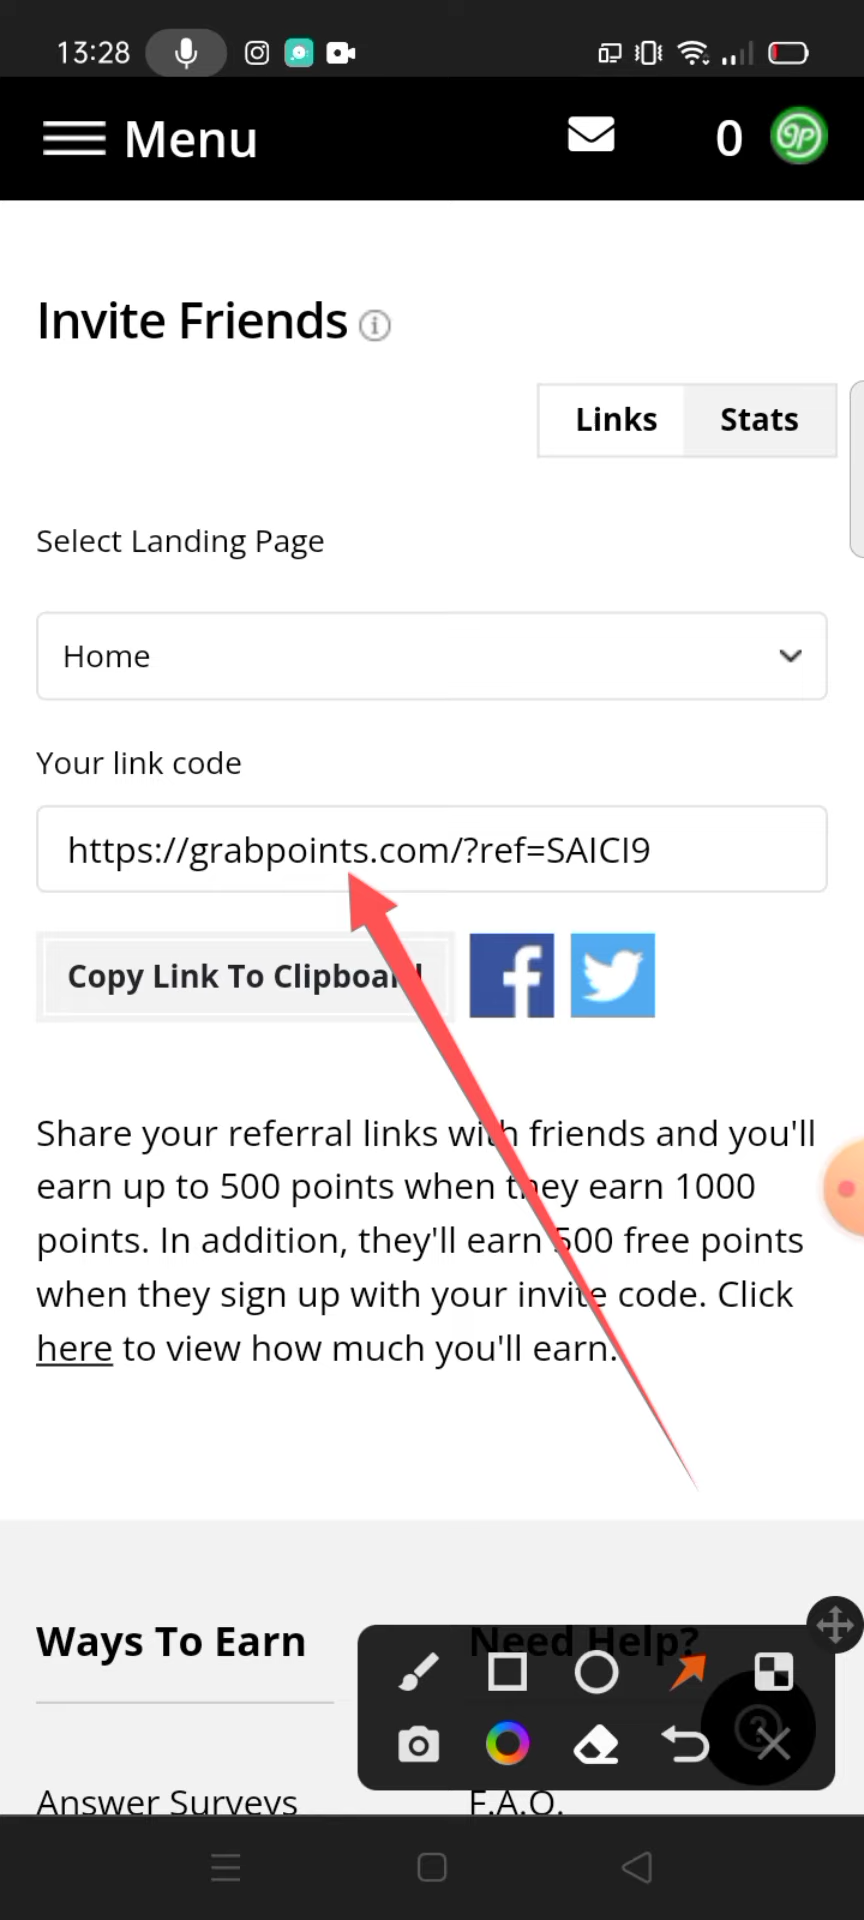 13:28
Menu
0
Invite Friends
Links
Stats
Select Landing Page
Home
Your link code
https://grabpoints.com/?ref=SAICI9
Copy Link To Clipboard
Share your referral links with friends and you'll
earn up to 500 points when they earn 1000
points. In addition, they'll earn 500 free points
when they sign up with your invite code. Click
here to view how much you'll earn.
Ways To Earn
Need Help?
Answer Surveys
F.A.Q.